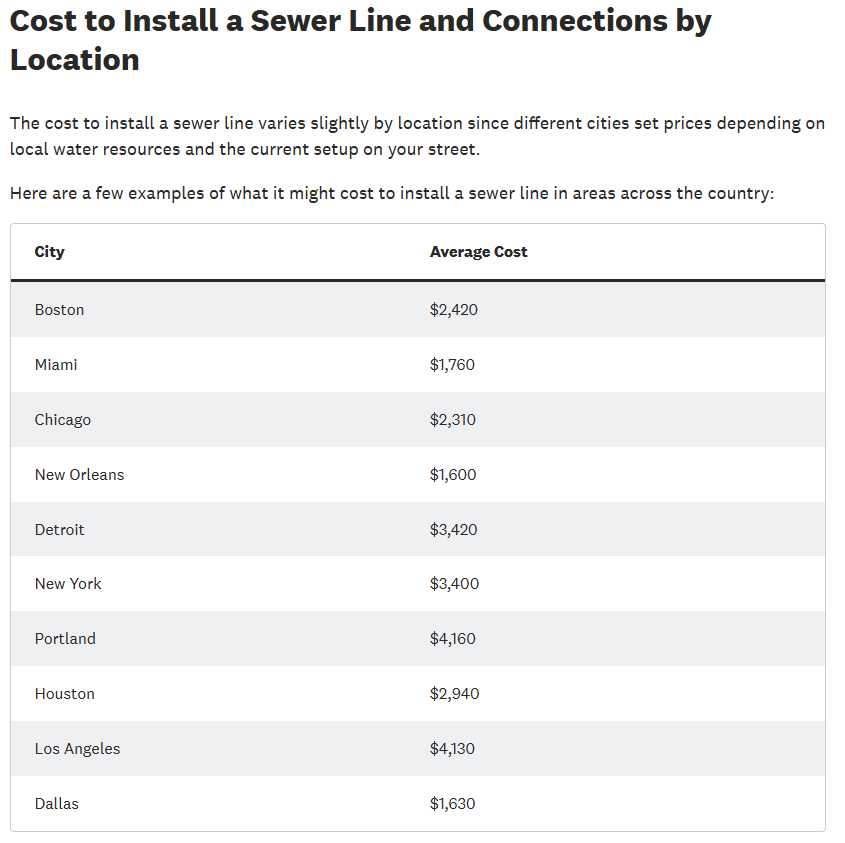 Cost to Install a Sewer Line and Connections by
Location
The cost to install a sewer line varies slightly by location since different cities set prices depending on
local water resources and the current setup on your street.
Here are a few examples of what it might cost to install a sewer line in areas across the country:
City Average Cost
Boston $2,420
Miami $1,760
Chicago $2,310
New Orleans $1,600
Detroit $3,420
New York $3,400
Portland $4,160
Houston $2,940
Los Angeles $4,130
Dallas $1,630